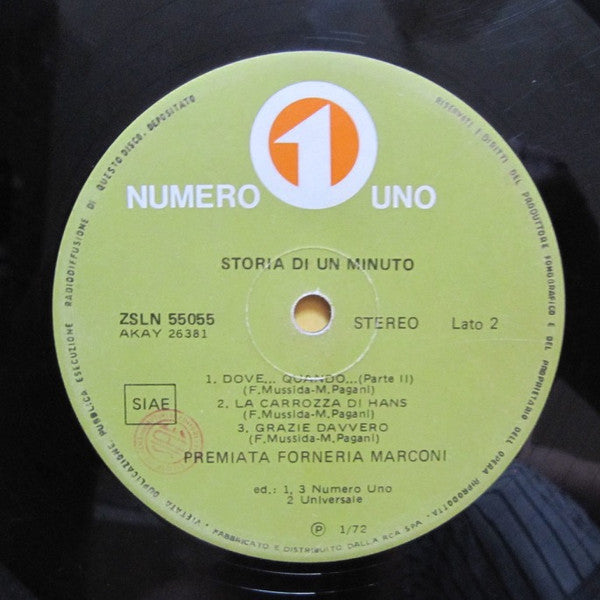 1
NUMERO UNO
STORIA DI UN MINUTO
ZSLN 55055
AKAY 26381
STEREO Lato 2
SIAE
1. DOVE... QUANDO...(Parte II)
(F.Mussida-M.Pagani)
2. LA CARROZZA DI HANS
(F.Mussida-M.Pagani)
3. GRAZIE DAVVERO
(F.Mussida-M.Pagani)
PREMIATA FORNERIA MARCONI
ed.: 1, 3 Numero Uno
2 Universale
Ⓟ 1/72
RISERVATI I DIRITTI DEL PRODUTTORE FONOGRAFICO E DEL PROPRIETARIO DELL'OPERA RIPRODOTTA.
• FABBRICATO E DISTRIBUITO DALLA RCA SPA •
VIETATA DUPLICAZIONE PUBBLICA ESECUZIONE RADIODIFFUSIONE DI QUESTO DISCO. DEPOSITATO